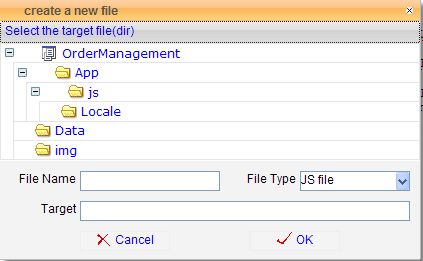 create a new file
Select the target file(dir)
OrderManagement
App
js
Locale
Data
img
File Name File Type JS file
Target
Cancel OK